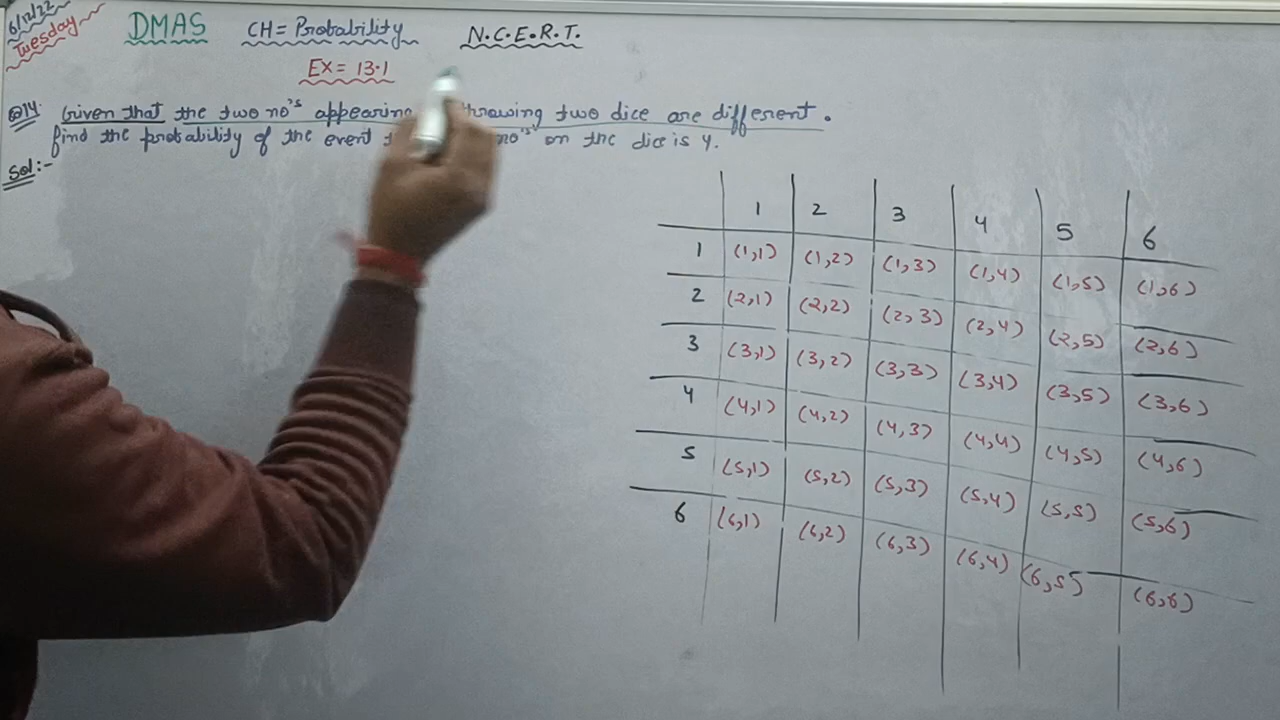 6/12/22
Tuesday
DMAS CH = Probability N.C.E.R.T.
EX = 13.1
Q14 Given that the two no's appearing throwing two dice are different.
find the probability of the event no's on the dice is 4.
Sol:-
1 2 3 4 5 6
1 (1,1) (1,2) (1,3) (1,4) (1,5) (1,6)
2 (2,1) (2,2) (2,3) (2,4) (2,5) (2,6)
3 (3,1) (3,2) (3,3) (3,4) (3,5) (3,6)
4 (4,1) (4,2) (4,3) (4,4) (4,5) (4,6)
5 (5,1) (5,2) (5,3) (5,4) (5,5) (5,6)
6 (6,1) (6,2) (6,3) (6,4) (6,5) (6,6)